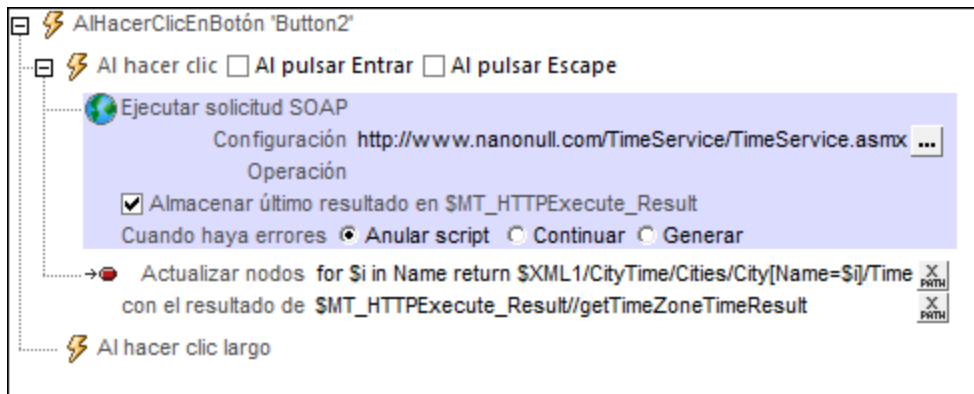 AlHacerClicEnBotón "Button2"
Al hacer clic Al pulsar Entrar Al pulsar Escape
Ejecutar solicitud SOAP
Configuración http://www.nanonull.com/TimeService/TimeService.asmx ...
Operación
Almacenar último resultado en $MT_HTTPExecute_Result
Cuando haya errores Anular script Continuar Generar
Actualizar nodos for $i in Name return $XML1/CityTime/Cities/City[Name=$i]/Time X PATH
con el resultado de $MT_HTTPExecute_Result//getTimeZoneTimeResult X PATH
Al hacer clic largo